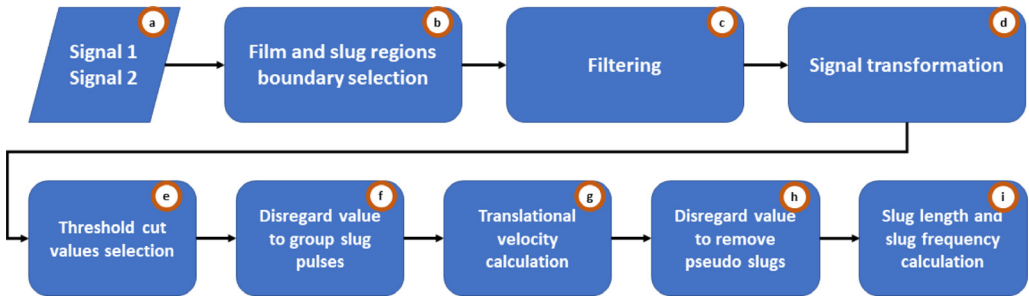 a
Signal 1
Signal 2
b
Film and slug regions
boundary selection
c
Filtering
d
Signal transformation
e
Threshold cut
values selection
f
Disregard value
to group slug
pulses
g
Translational
velocity
calculation
h
Disregard value
to remove
pseudo slugs
i
Slug length and
slug frequency
calculation